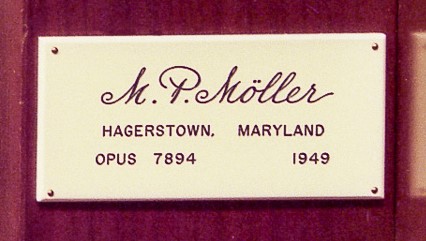 M. P. Möller
HAGERSTOWN, MARYLAND
OPUS 7894 1949